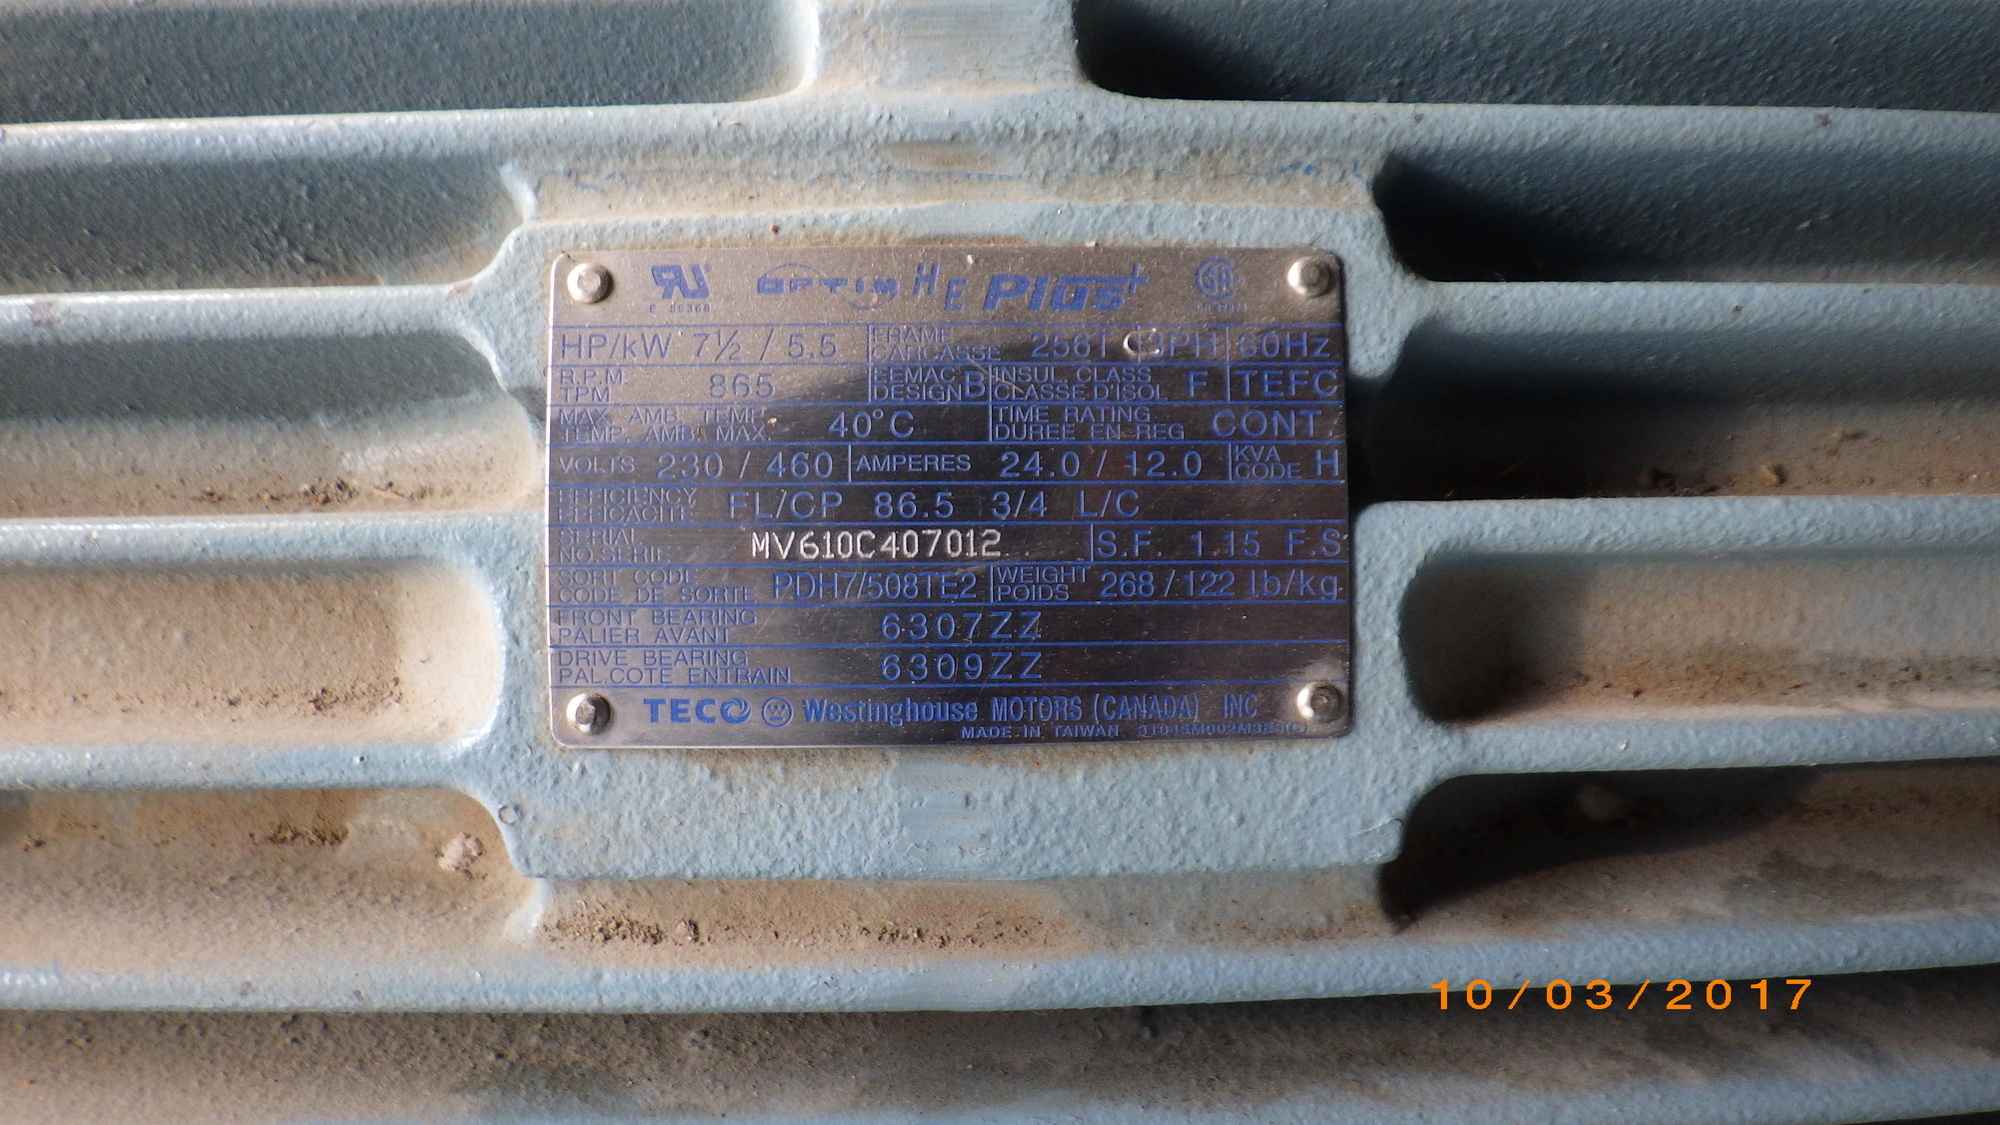 OPTIM HE Plus+
HP/kW 7½ / 5.5 FRAME CARCASSE 256T 3PH 60Hz
R.P.M. TPM 865 EEMAC DESIGN B INSUL. CLASS CLASSE D'ISOL F TEFC
MAX. AMB. TEMP. TEMP. AMB. MAX. 40°C TIME RATING DUREE EN REG CONT.
VOLTS 230 / 460 AMPERES 24.0 / 12.0 KVA CODE H
EFFICIENCY EFFICACITE FL/CP 86.5 3/4 L/C
SERIAL NO.SERIE MV610C407012 S.F. 1.15 F.S
SORT CODE CODE DE SORTE PDH7/508TE2 WEIGHT POIDS 268/122 lb/kg
FRONT BEARING PALIER AVANT 6307ZZ
DRIVE BEARING PAL.COTE ENTRAIN 6309ZZ
TECO W Westinghouse MOTORS (CANADA) INC
MADE IN TAIWAN
10/03/2017